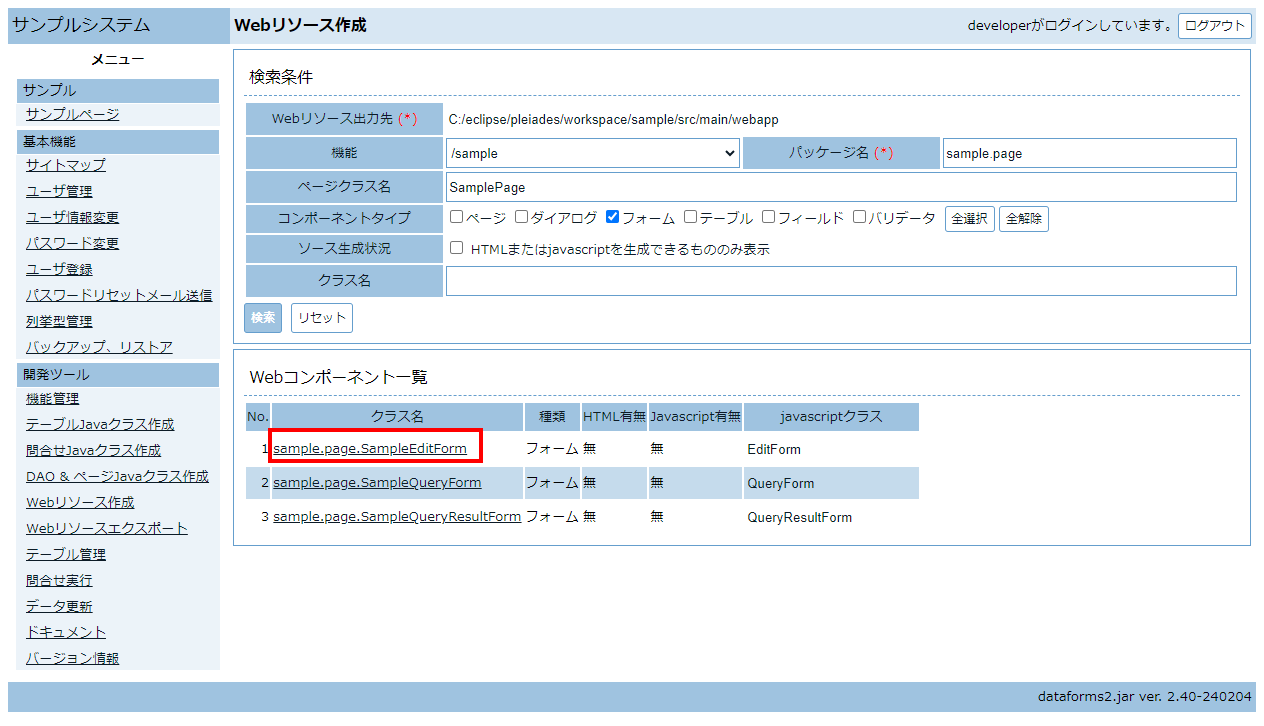 サンプルシステム
Webリソース作成
developerがログインしています。 ログアウト
メニュー
サンプル
サンプルページ
基本機能
サイトマップ
ユーザ管理
ユーザ情報変更
パスワード変更
ユーザ登録
パスワードリセットメール送信
列挙型管理
バックアップ、リストア
開発ツール
機能管理
テーブルJavaクラス作成
問合せJavaクラス作成
DAO & ページJavaクラス作成
Webリソース作成
Webリソースエクスポート
テーブル管理
問合せ実行
データ更新
ドキュメント
バージョン情報
検索条件
Webリソース出力先 (*) C:/eclipse/pleiades/workspace/sample/src/main/webapp
機能 /sample パッケージ名 (*) sample.page
ページクラス名 SamplePage
コンポーネントタイプ ページ ダイアログ フォーム テーブル フィールド バリデータ 全選択 全解除
ソース生成状況 HTMLまたはjavascriptを生成できるもののみ表示
クラス名
検索 リセット
Webコンポーネント一覧
No. クラス名 種類 HTML有無 Javascript有無 javascriptクラス
1 sample.page.SampleEditForm フォーム 無 無 EditForm
2 sample.page.SampleQueryForm フォーム 無 無 QueryForm
3 sample.page.SampleQueryResultForm フォーム 無 無 QueryResultForm
dataforms2.jar ver. 2.40-240204